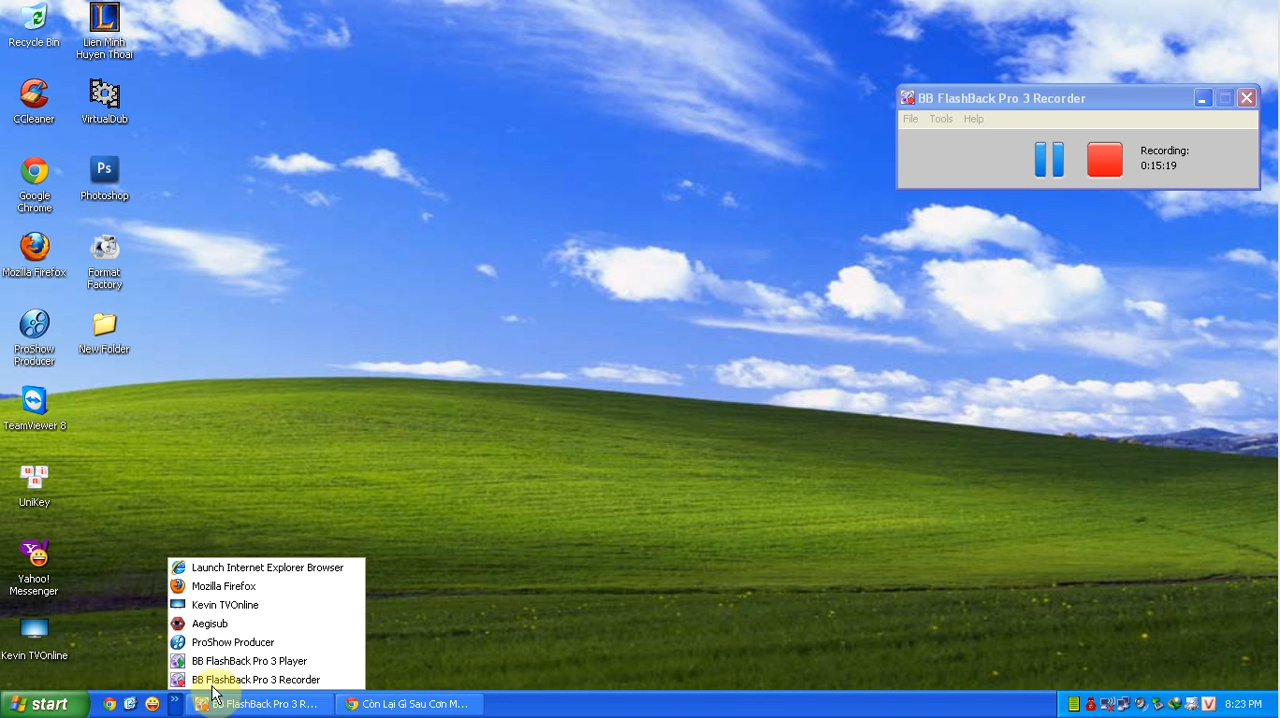 Recycle Bin
Lien Minh
Huyen Thoai
CCleaner
VirtualDub
Google
Chrome
Ps
Photoshop
Mozilla Firefox
Format
Factory
ProShow
Producer
New Folder
TeamViewer 8
UniKey
Yahoo!
Messenger
Kevin TVOnline
BB FlashBack Pro 3 Recorder
File Tools Help
Recording:
0:15:19
Launch Internet Explorer Browser
Mozilla Firefox
Kevin TVOnline
Aegisub
ProShow Producer
BB FlashBack Pro 3 Player
BB FlashBack Pro 3 Recorder
start
BB FlashBack Pro 3 R...
Còn Lại Gì Sau Cơn M...
V
8:23 PM